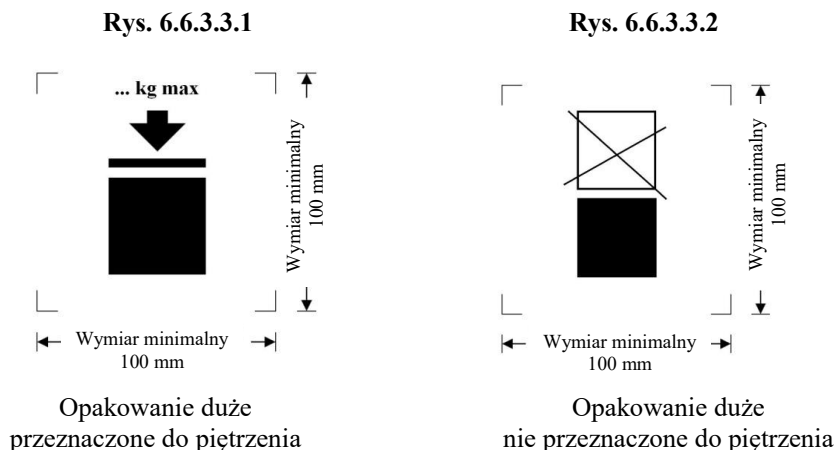 Rys. 6.6.3.3.1
... kg max
Wymiar minimalny
100 mm
Wymiar minimalny
100 mm
Opakowanie duże
przeznaczone do piętrzenia
Rys. 6.6.3.3.2
Wymiar minimalny
100 mm
Wymiar minimalny
100 mm
Opakowanie duże
nie przeznaczone do piętrzenia